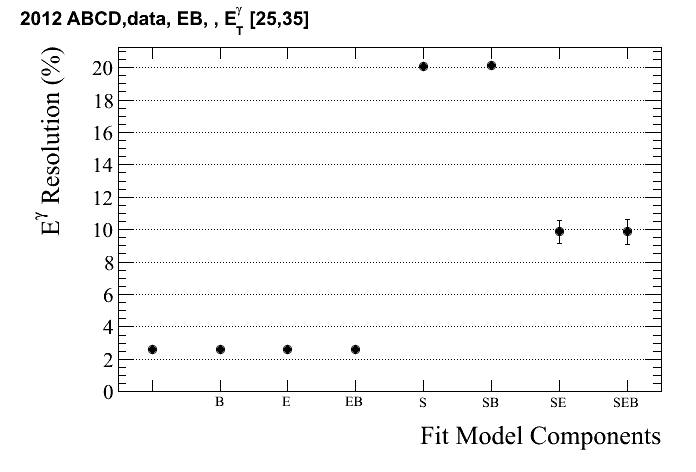 2012 ABCD,data, EB, , E_T^γ [25,35]
E^γ Resolution (%)
20
18
16
14
12
10
8
6
4
2
0
B E EB S SB SE SEB
Fit Model Components